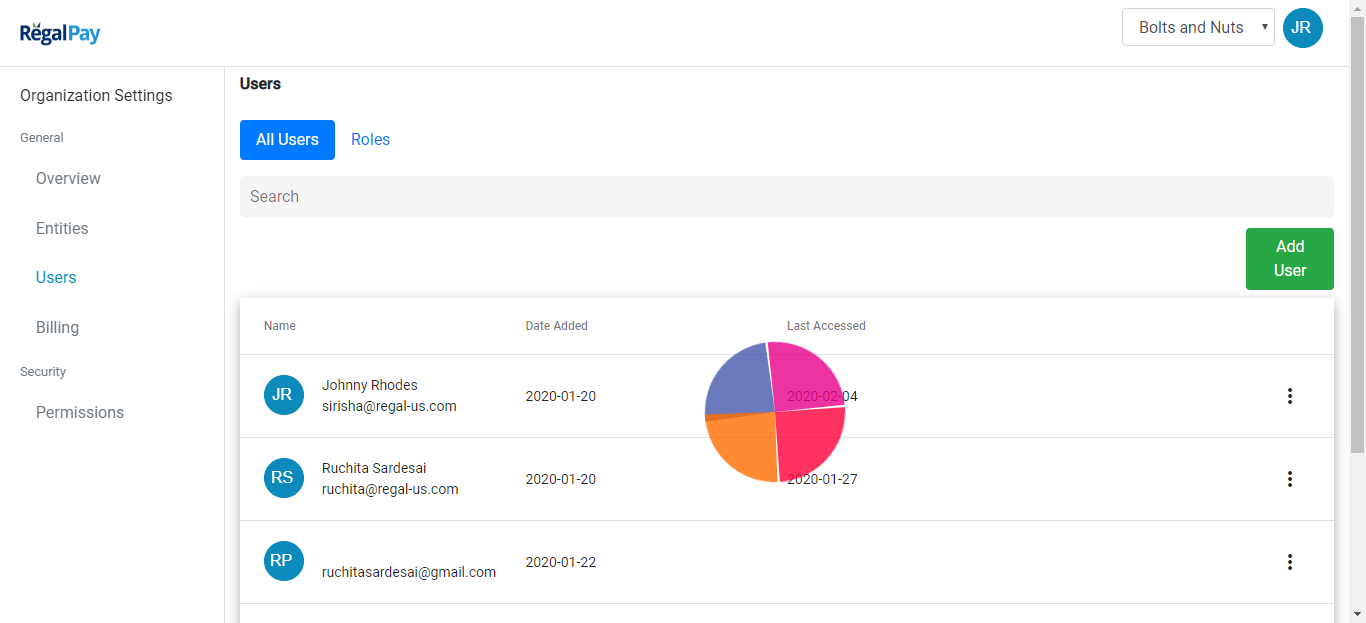 RegalPay
Bolts and Nuts
JR
Organization Settings
General
Overview
Entities
Users
Billing
Security
Permissions
Users
All Users
Roles
Search
Add
User
Name Date Added Last Accessed
JR
Johnny Rhodes
sirisha@regal-us.com
2020-01-20
2020-02-04
RS
Ruchita Sardesai
ruchita@regal-us.com
2020-01-20
2020-01-27
RP
ruchitasardesai@gmail.com
2020-01-22